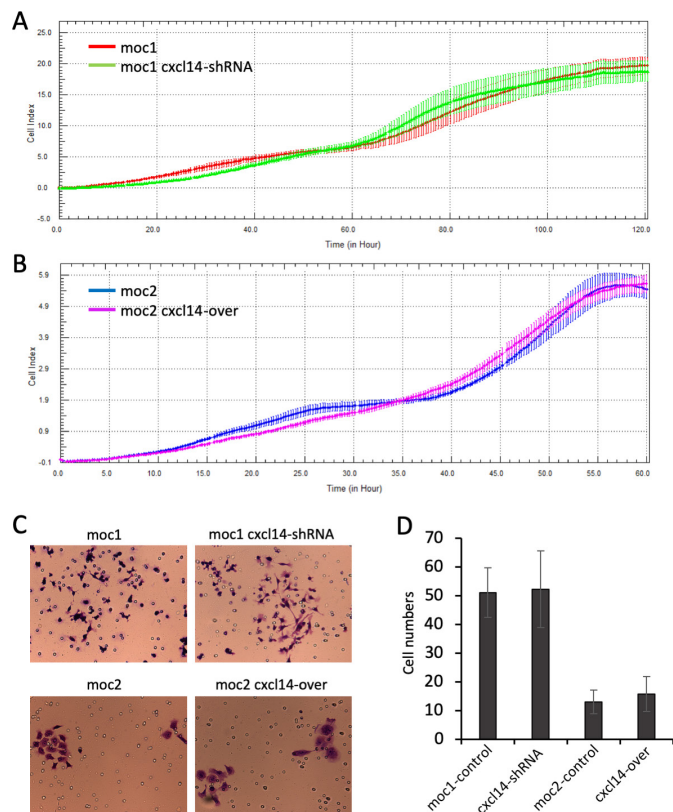 A
25.0
20.0
15.0
10.0
5.0
0.0
-5.0
Cell Index
moc1
moc1 cxcl14-shRNA
0.0 20.0 40.0 60.0 80.0 100.0 120.0
Time (in Hour)
B
5.9
4.9
3.9
2.9
1.9
0.9
-0.1
Cell Index
moc2
moc2 cxcl14-over
0.0 5.0 10.0 15.0 20.0 25.0 30.0 35.0 40.0 45.0 50.0 55.0 60.0
Time (in Hour)
C
moc1 moc1 cxcl14-shRNA
moc2 moc2 cxcl14-over
D
70
60
50
40
30
20
10
0
Cell numbers
moc1-control
cxcl14-shRNA
moc2-control
cxcl14-over